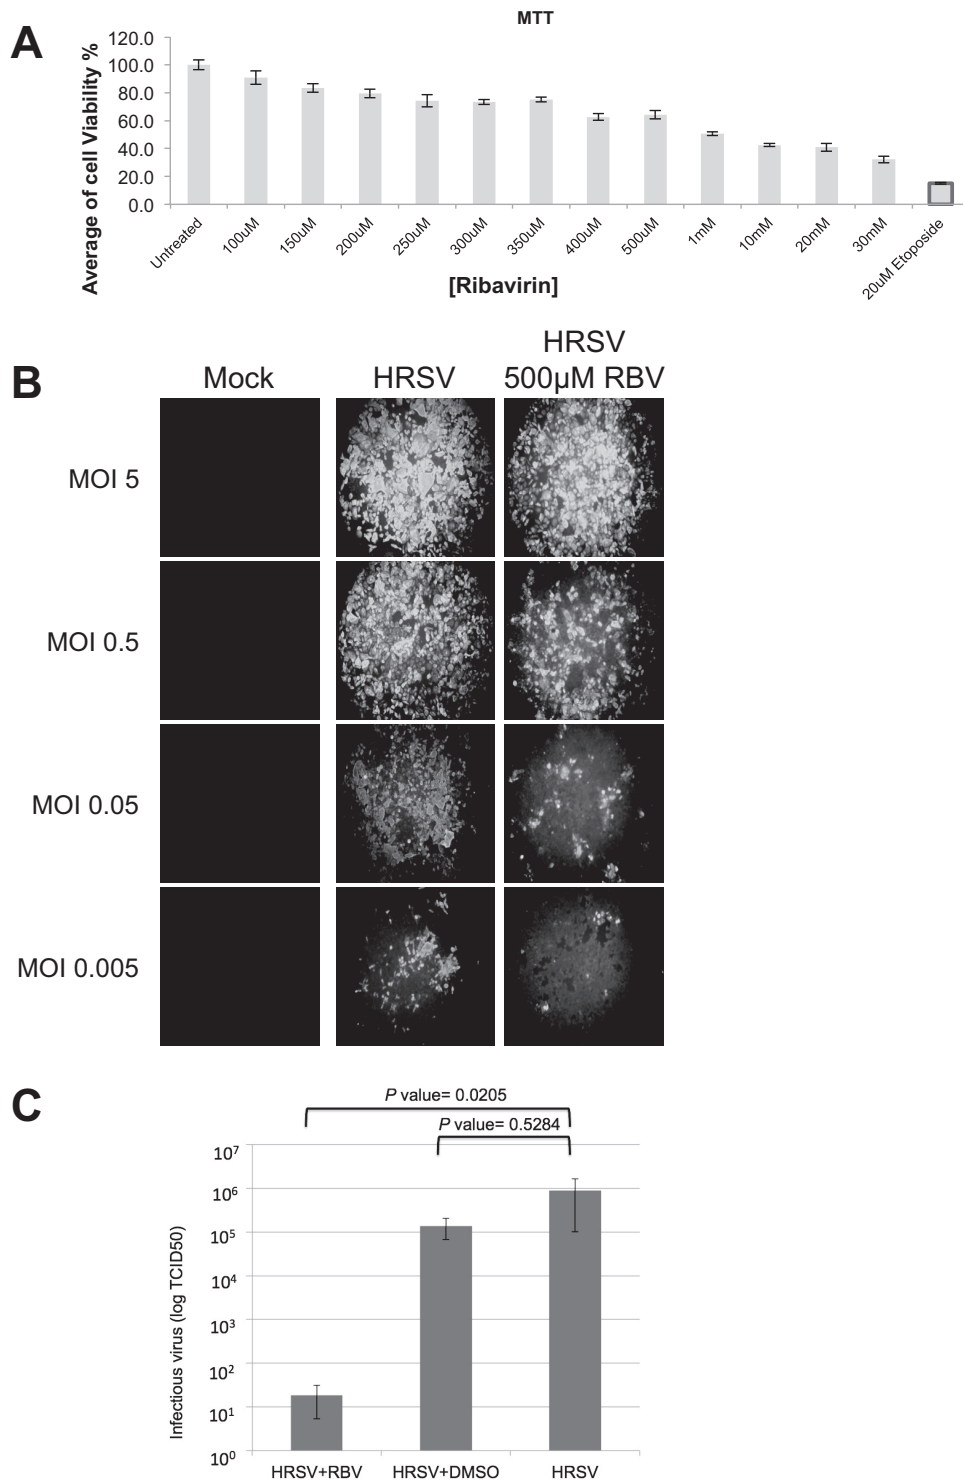 A
MTT
Average of cell Viability %
120.0
100.0
80.0
60.0
40.0
20.0
0.0
Untreated
100uM
150uM
200uM
250uM
300uM
350uM
400uM
500uM
1mM
10mM
20mM
30mM
20uM Etoposide
[Ribavirin]
B
Mock
HRSV
HRSV
500µM RBV
MOI 5
MOI 0.5
MOI 0.05
MOI 0.005
C
P value= 0.0205
P value= 0.5284
Infectious virus (log TCID50)
10⁷
10⁶
10⁵
10⁴
10³
10²
10¹
10⁰
HRSV+RBV
HRSV+DMSO
HRSV